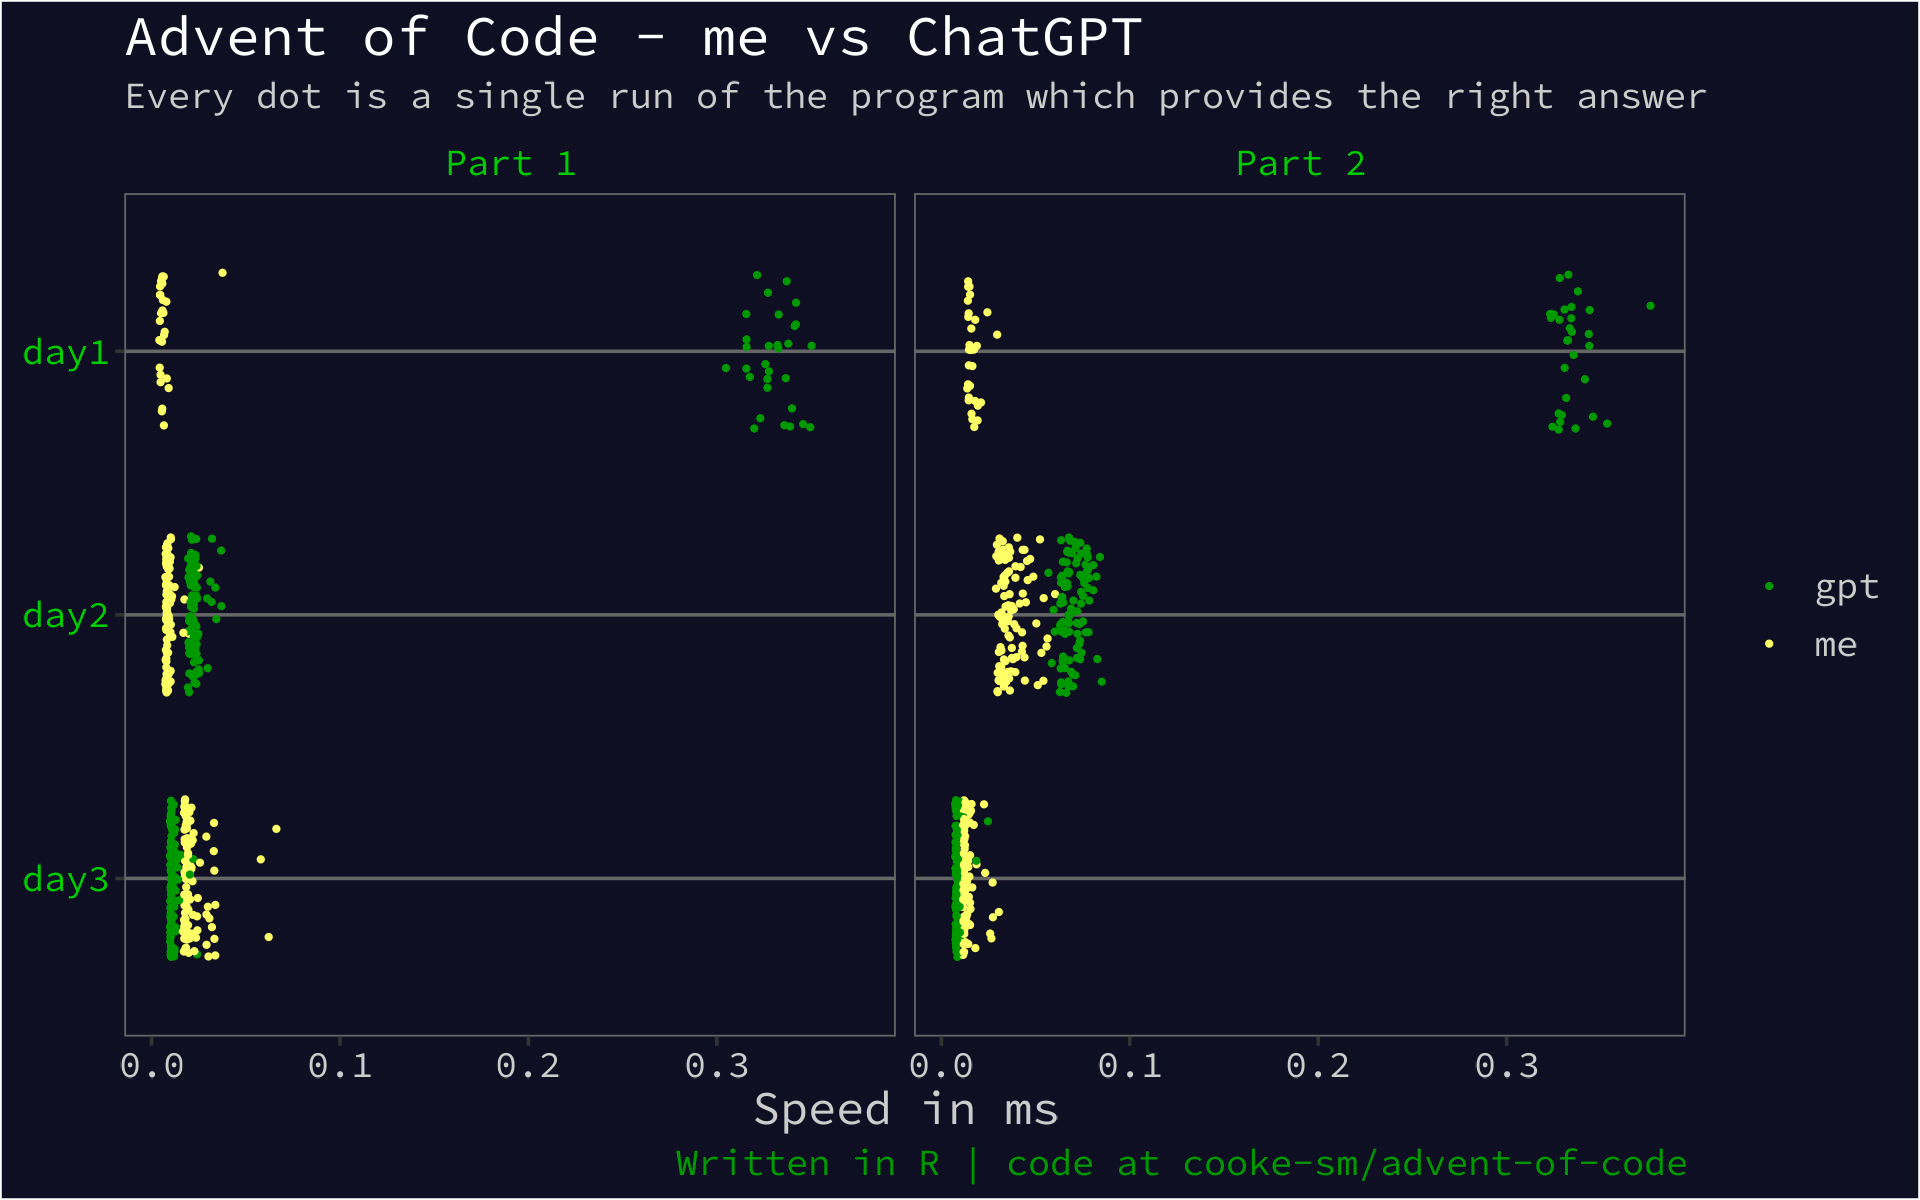 Advent of Code - me vs ChatGPT
Every dot is a single run of the program which provides the right answer
Part 1
Part 2
day1
day2
day3
gpt
me
0.0 0.1 0.2 0.3
0.0 0.1 0.2 0.3
Speed in ms
Written in R | code at cooke-sm/advent-of-code